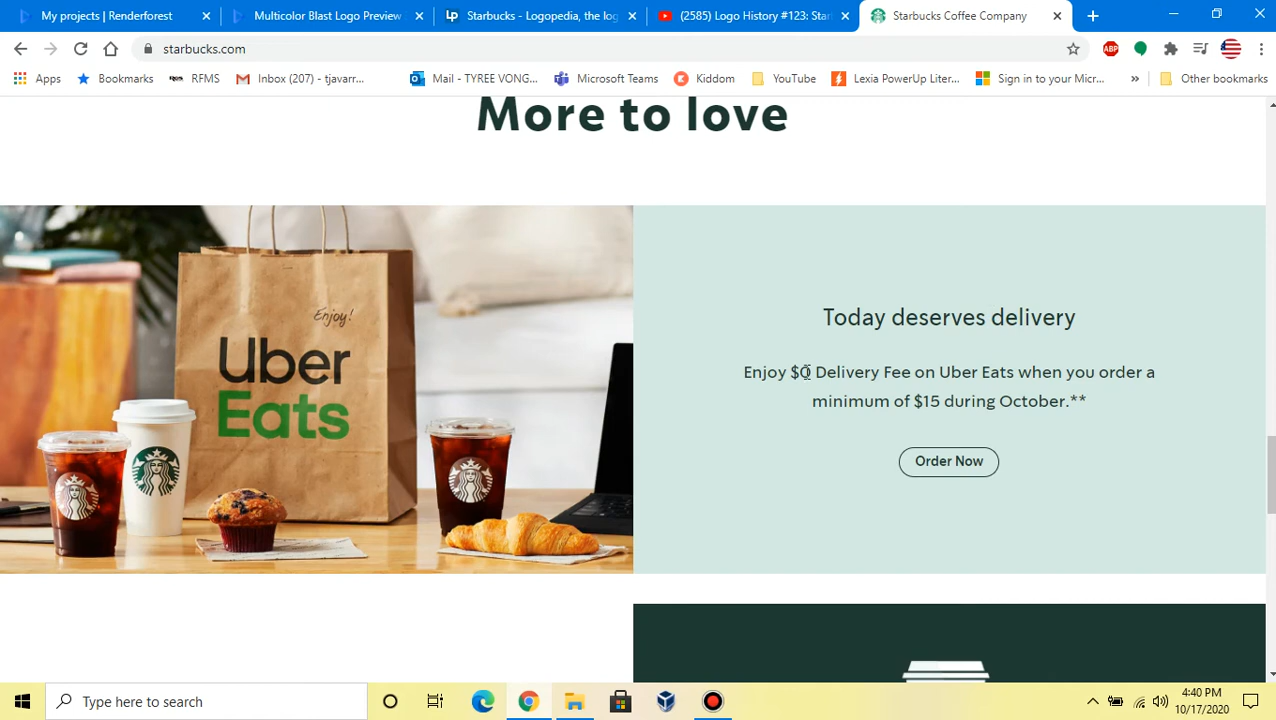 My projects | Renderforest
Multicolor Blast Logo Preview
Starbucks - Logopedia, the log
(2585) Logo History #123: Star
Starbucks Coffee Company
starbucks.com
ABP
Apps
Bookmarks
RFMS
Inbox (207) - tjavarr...
Mail - TYREE VONG...
Microsoft Teams
Kiddom
YouTube
Lexia PowerUp Liter...
Sign in to your Micr...
»
Other bookmarks
More to love
Enjoy!
Uber
Eats
Today deserves delivery
Enjoy $0 Delivery Fee on Uber Eats when you order a
minimum of $15 during October.**
Order Now
Type here to search
4:40 PM
10/17/2020